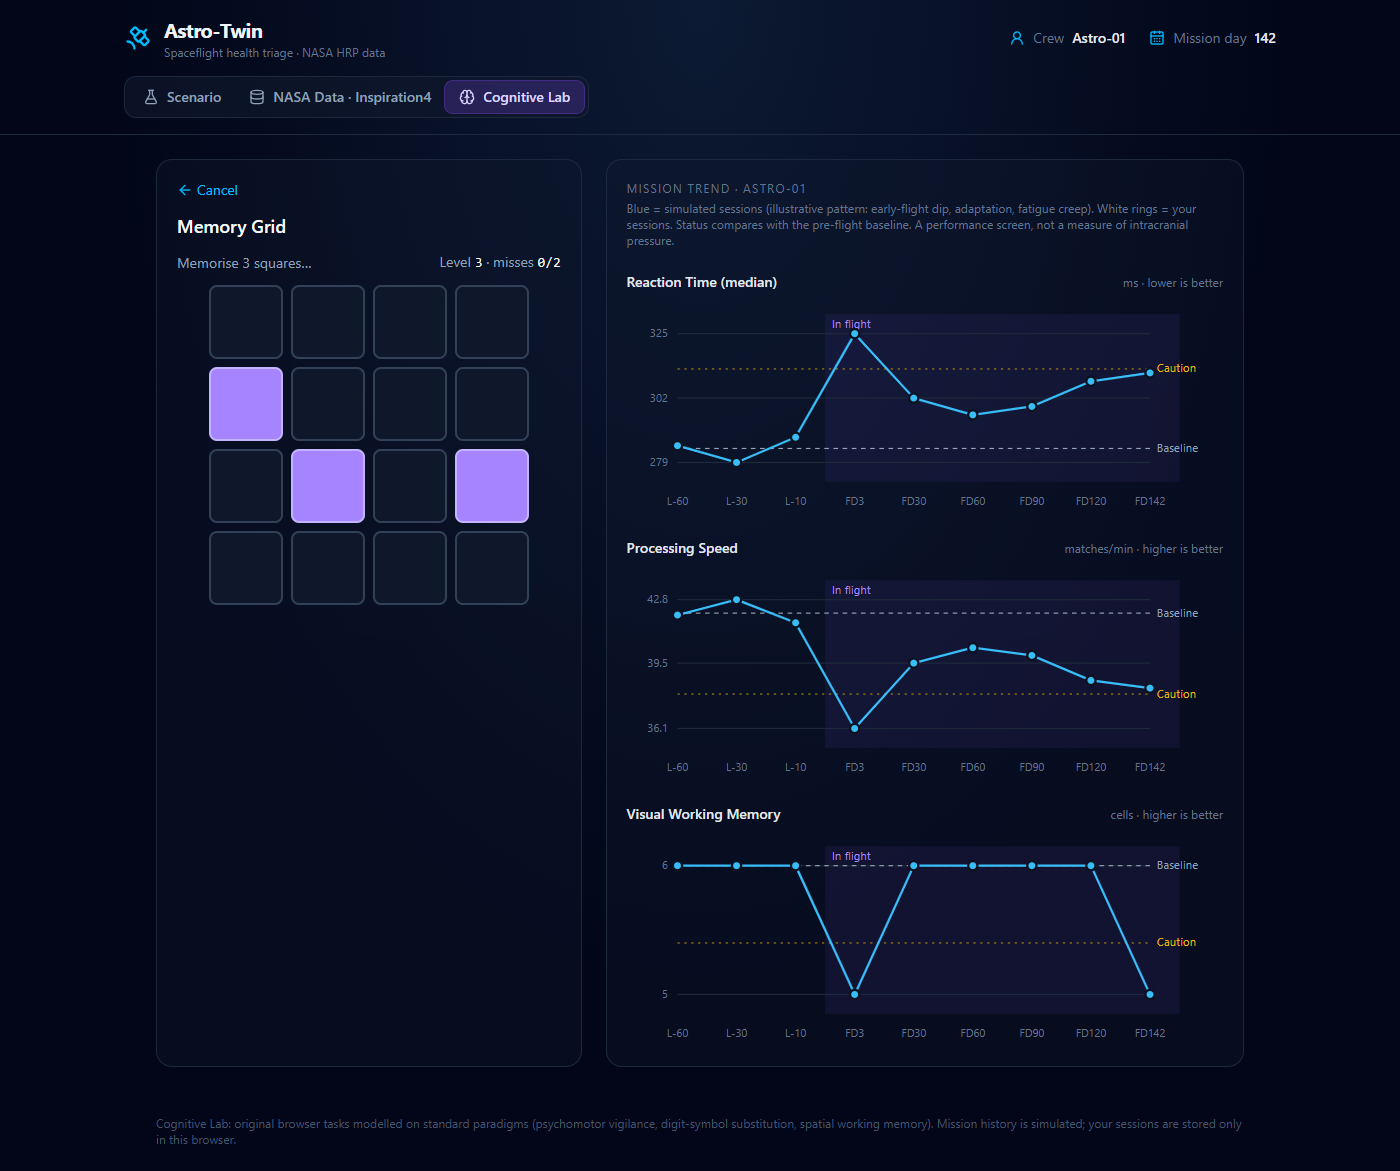 Astro-Twin
Spaceflight health triage · NASA HRP data
Crew Astro-01
Mission day 142
Scenario
NASA Data · Inspiration4
Cognitive Lab
Cancel
Memory Grid
Memorise 3 squares...
Level 3 · misses 0/2
MISSION TREND · ASTRO-01
Blue = simulated sessions (illustrative pattern: early-flight dip, adaptation, fatigue creep). White rings = your
sessions. Status compares with the pre-flight baseline. A performance screen, not a measure of intracranial
pressure.
Reaction Time (median)
ms · lower is better
In flight
325
Caution
302
Baseline
279
L-60 L-30 L-10 FD3 FD30 FD60 FD90 FD120 FD142
Processing Speed
matches/min · higher is better
In flight
42.8
Baseline
39.5
Caution
36.1
L-60 L-30 L-10 FD3 FD30 FD60 FD90 FD120 FD142
Visual Working Memory
cells · higher is better
In flight
6
Baseline
Caution
5
L-60 L-30 L-10 FD3 FD30 FD60 FD90 FD120 FD142
Cognitive Lab: original browser tasks modelled on standard paradigms (psychomotor vigilance, digit-symbol substitution, spatial working memory). Mission history is simulated; your sessions are stored only
in this browser.